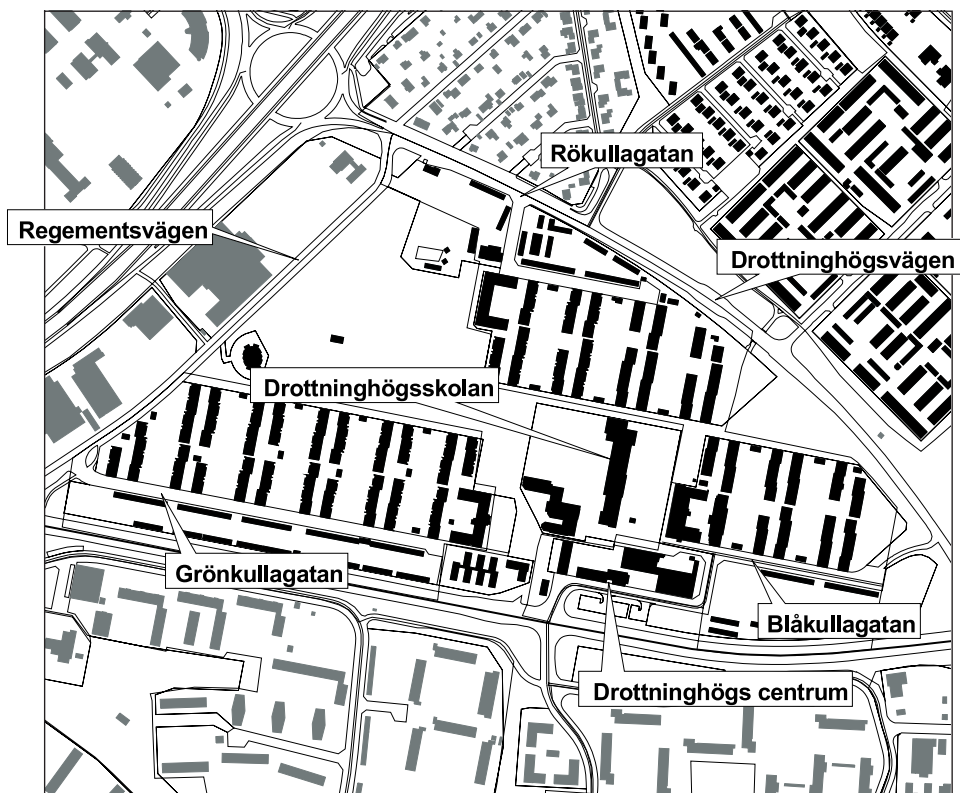 Rökullagatan
Regementsvägen
Drottninghögsvägen
Drottninghögsskolan
Grönkullagatan
Blåkullagatan
Drottninghögs centrum